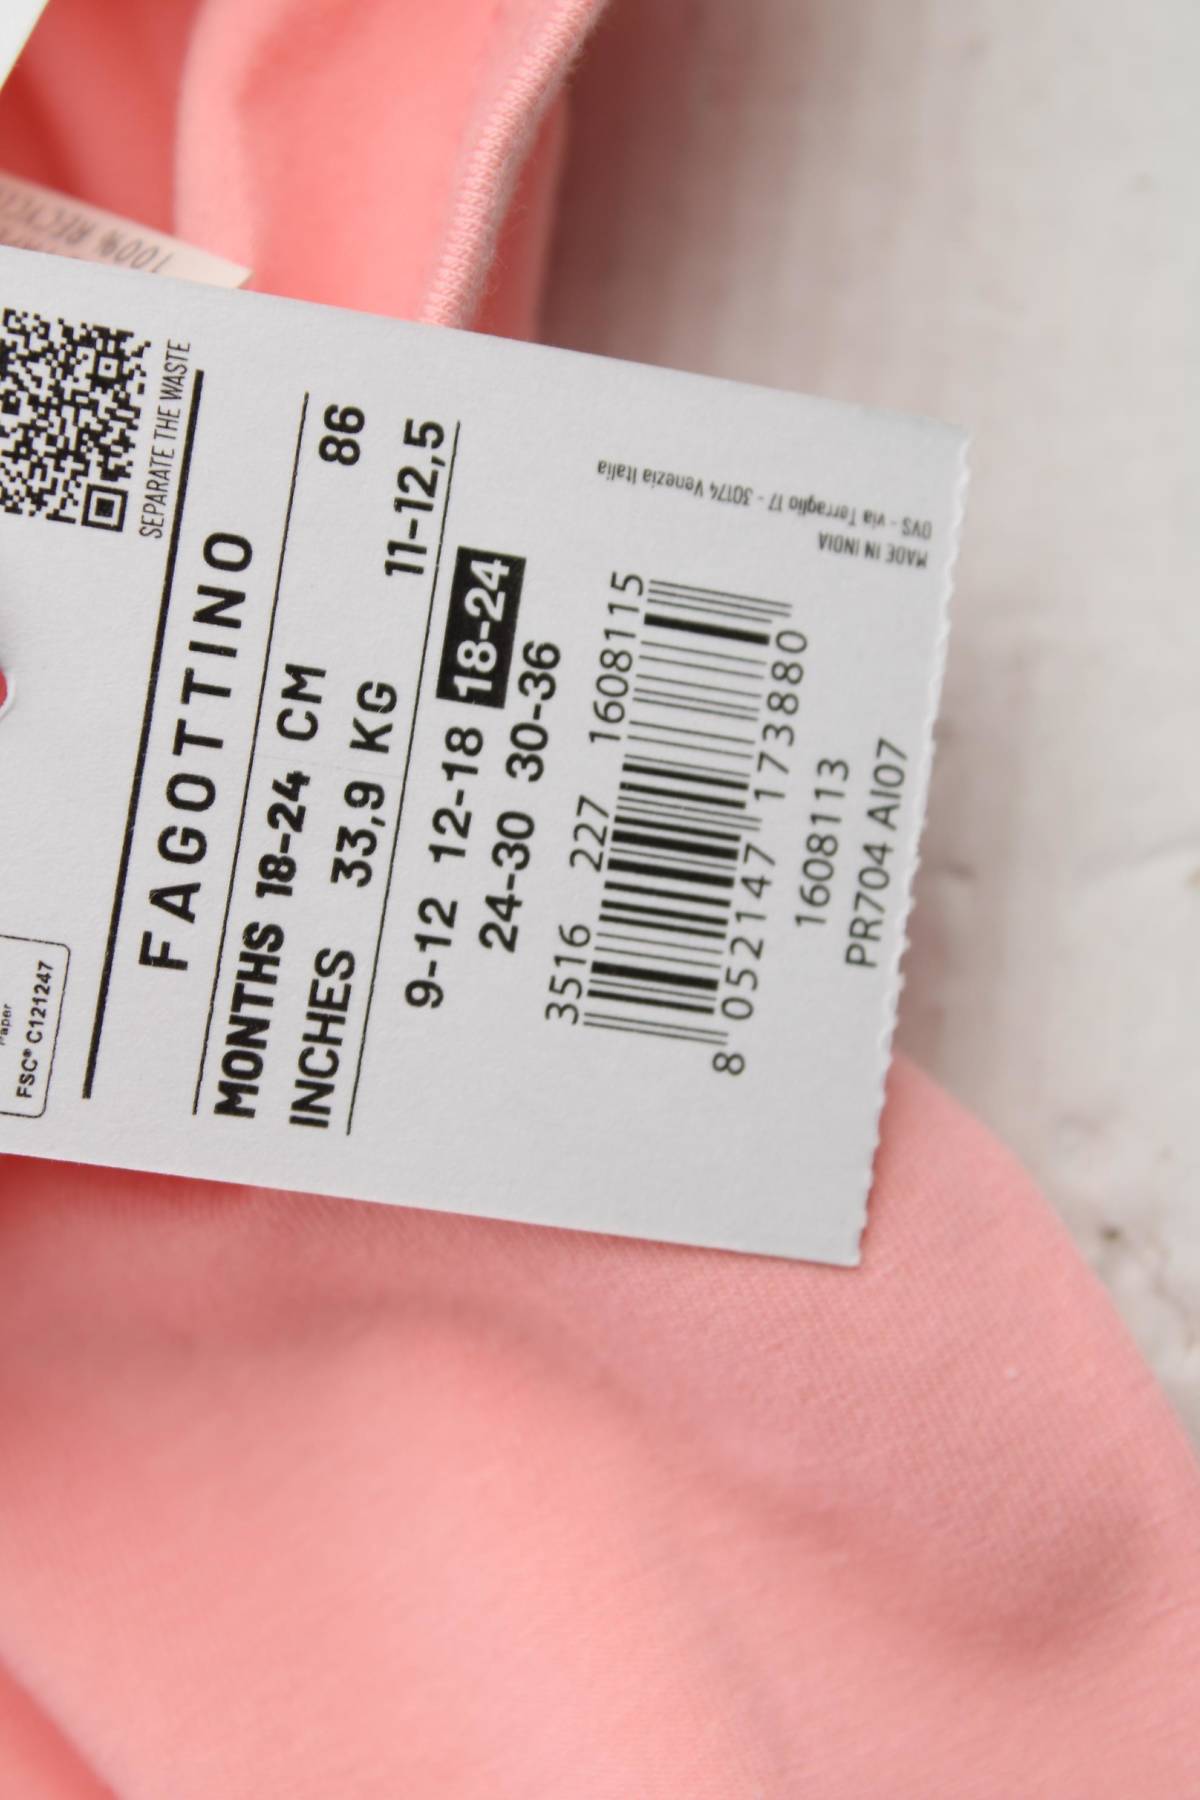 100% RECYCL
SEPARATE THE WASTE
FSC® C121247
FAGOTTINO
MONTHS 18-24 CM 86
INCHES 33,9 KG 11-12,5
9-12 12-18 18-24
24-30 30-36
3516 227 1608115
8 052147 173880
1608113
PR704 AI07
MADE IN INDIA
OVS - via Terraglio 17 - 30174 Venezia Italia